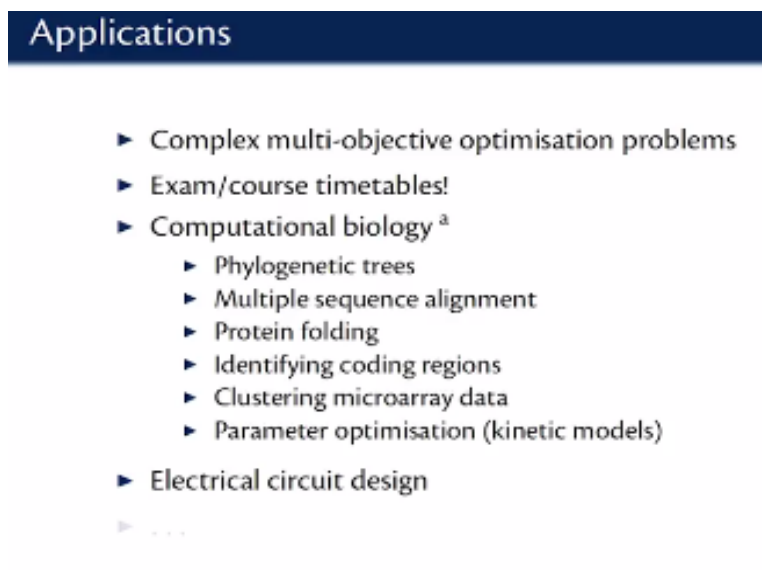 Applications
Complex multi-objective optimisation problems
Exam/course timetables!
Computational biology a
Phylogenetic trees
Multiple sequence alignment
Protein folding
Identifying coding regions
Clustering microarray data
Parameter optimisation (kinetic models)
Electrical circuit design
. . .